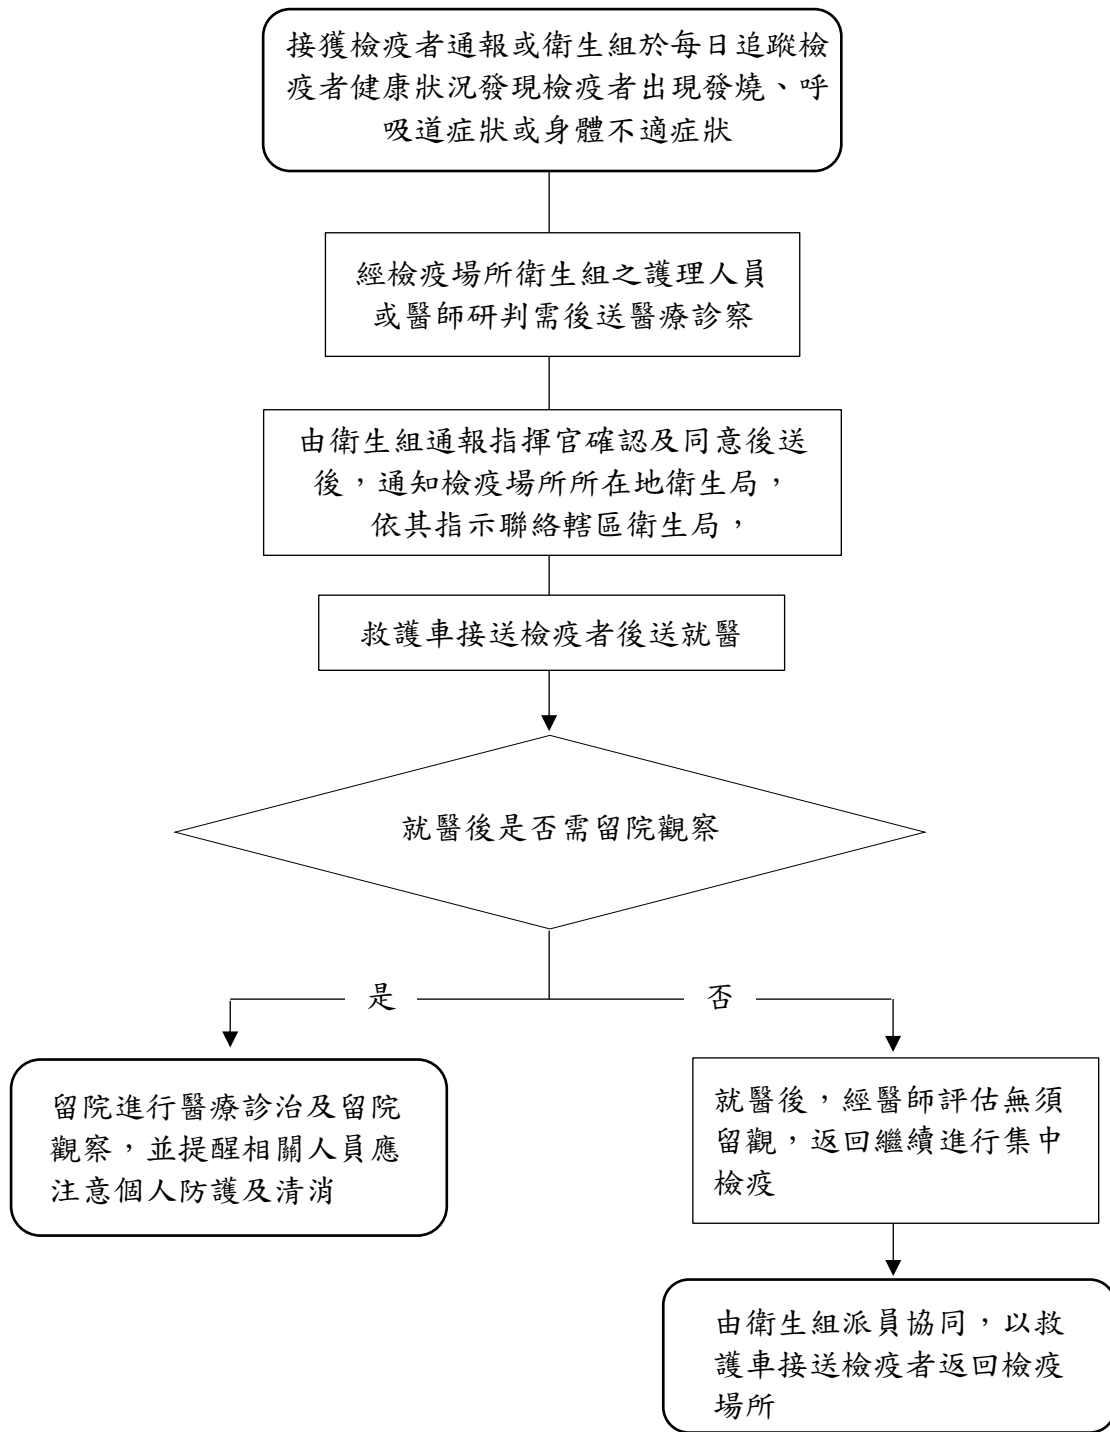 接獲檢疫者通報或衛生組於每日追蹤檢
疫者健康狀況發現檢疫者出現發燒、呼
吸道症狀或身體不適症狀
經檢疫場所衛生組之護理人員
或醫師研判需後送醫療診察
由衛生組通報指揮官確認及同意後送
後，通知檢疫場所所在地衛生局，
依其指示聯絡轄區衛生局，
救護車接送檢疫者後送就醫
就醫後是否需留院觀察
是
否
留院進行醫療診治及留院
觀察，並提醒相關人員應
注意個人防護及清消
就醫後，經醫師評估無須
留觀，返回繼續進行集中
檢疫
由衛生組派員協同，以救
護車接送檢疫者返回檢疫
場所